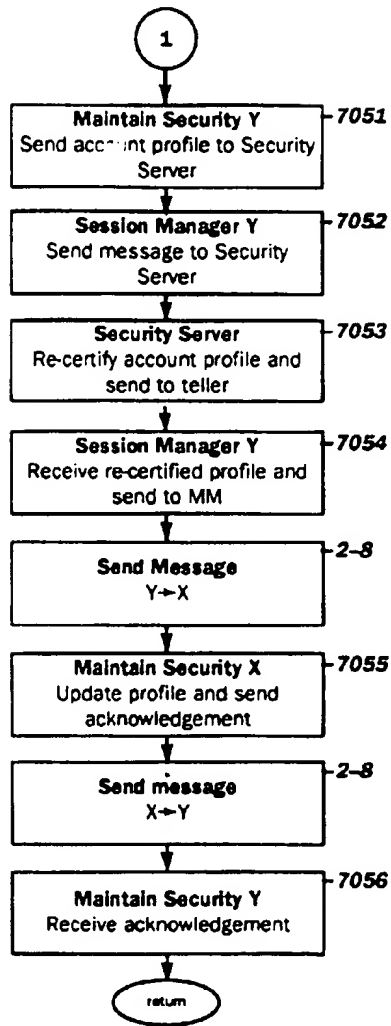 1
Maintain Security Y
7051
Send account profile to Security
Server
Session Manager Y
7052
Send message to Security
Server
Security Server
7053
Re-certify account profile and
send to teller
Session Manager Y
7054
Receive re-certified profile and
send to MM
Send Message
2-8
Y→X
Maintain Security X
7055
Update profile and send
acknowledgement
Send message
2-8
X→Y
Maintain Security Y
7056
Receive acknowledgement
return